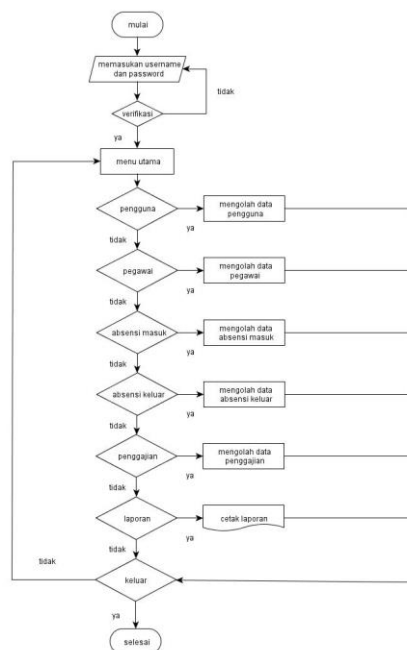 mulai
memasukan username
dan password
tidak
verifikasi
ya
menu utama
pengguna
mengolah data
pengguna
tidak
ya
pegawai
mengolah data
pegawai
tidak
ya
absensi masuk
mengolah data
absensi masuk
tidak
ya
absensi keluar
mengolah data
absensi keluar
tidak
ya
penggajian
mengolah data
penggajian
tidak
ya
laporan
cetak laporan
tidak
ya
tidak
keluar
ya
selesai